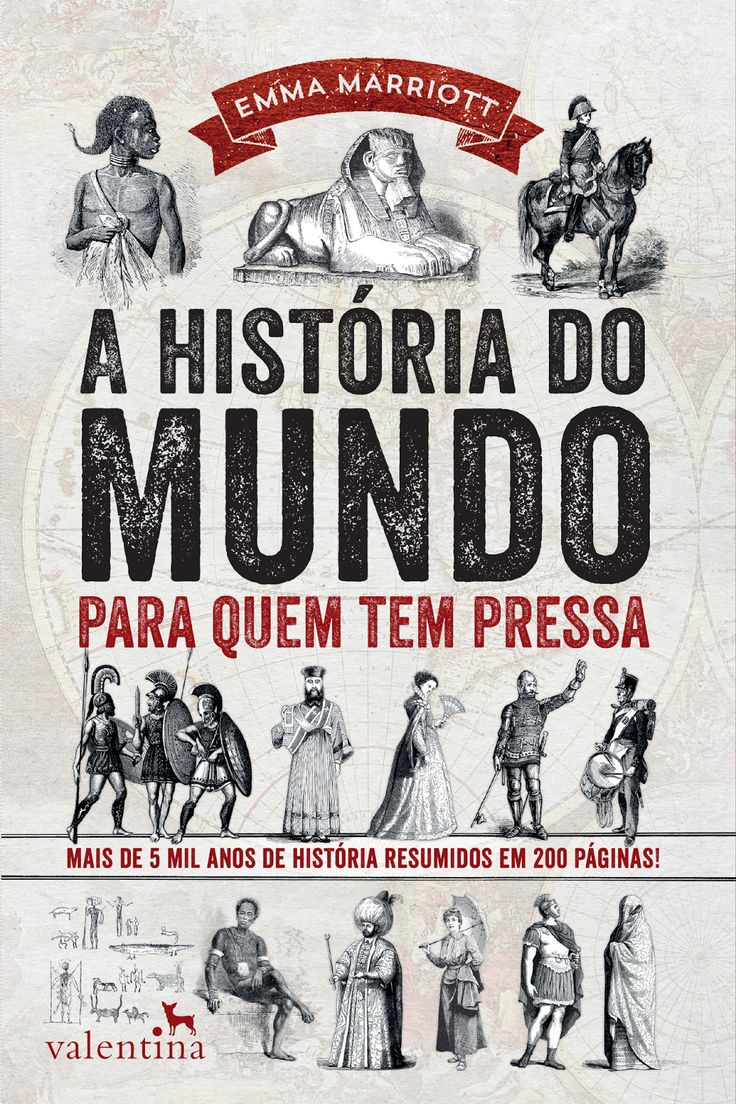 EMMA MARRIOTT
A HISTÓRIA DO
MUNDO
PARA QUEM TEM PRESSA
MAIS DE 5 MIL ANOS DE HISTÓRIA RESUMIDOS EM 200 PÁGINAS!
valentina